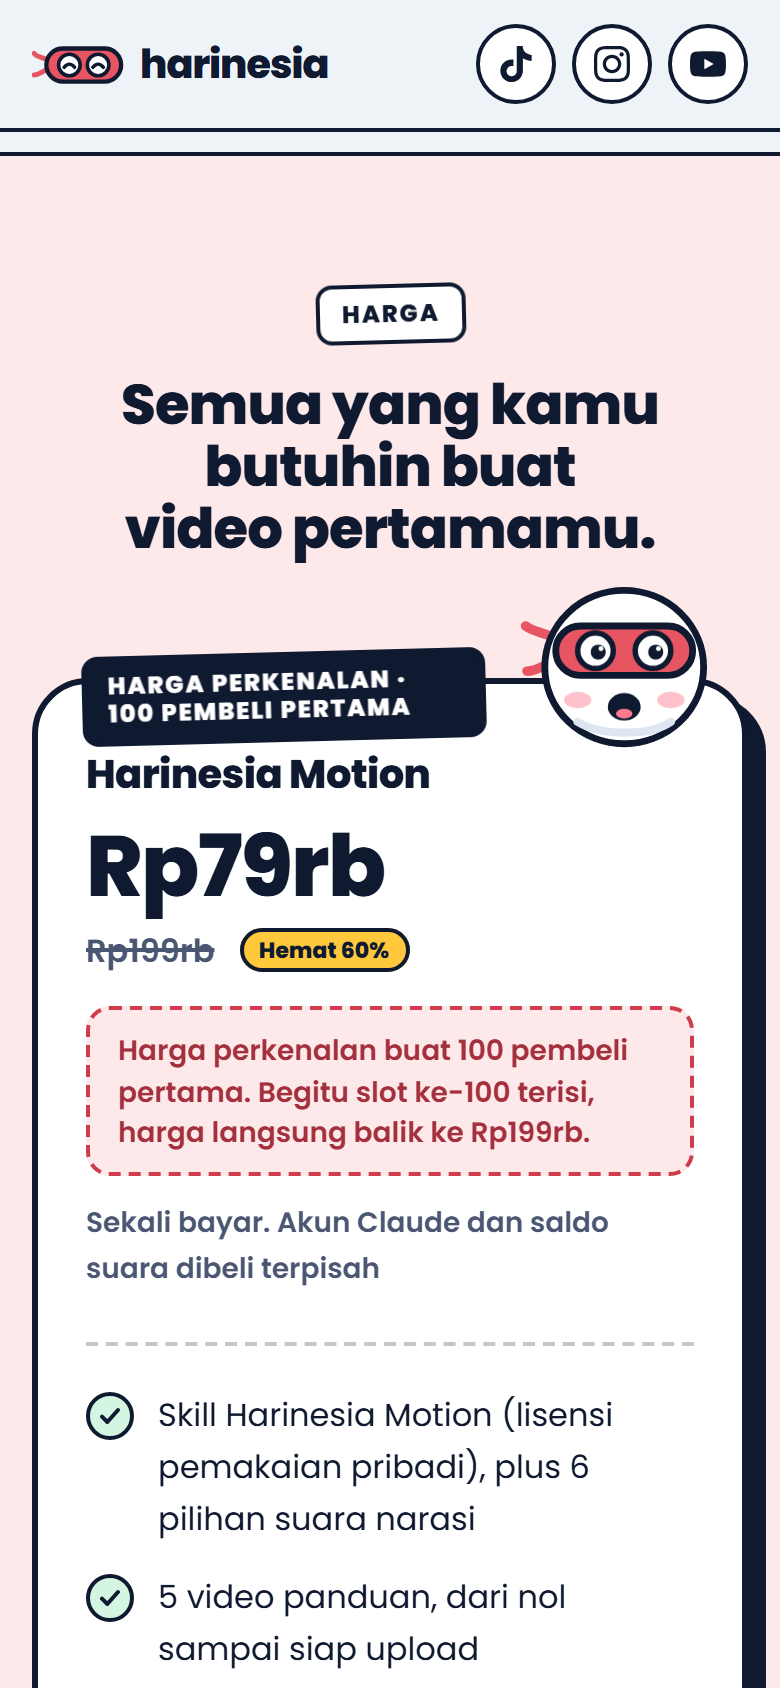 harinesia
HARGA
Semua yang kamu
butuhin buat
video pertamamu.
HARGA PERKENALAN ·
100 PEMBELI PERTAMA
Harinesia Motion
Rp79rb
Rp199rb
Hemat 60%
Harga perkenalan buat 100 pembeli
pertama. Begitu slot ke-100 terisi,
harga langsung balik ke Rp199rb.
Sekali bayar. Akun Claude dan saldo
suara dibeli terpisah
Skill Harinesia Motion (lisensi
pemakaian pribadi), plus 6
pilihan suara narasi
5 video panduan, dari nol
sampai siap upload